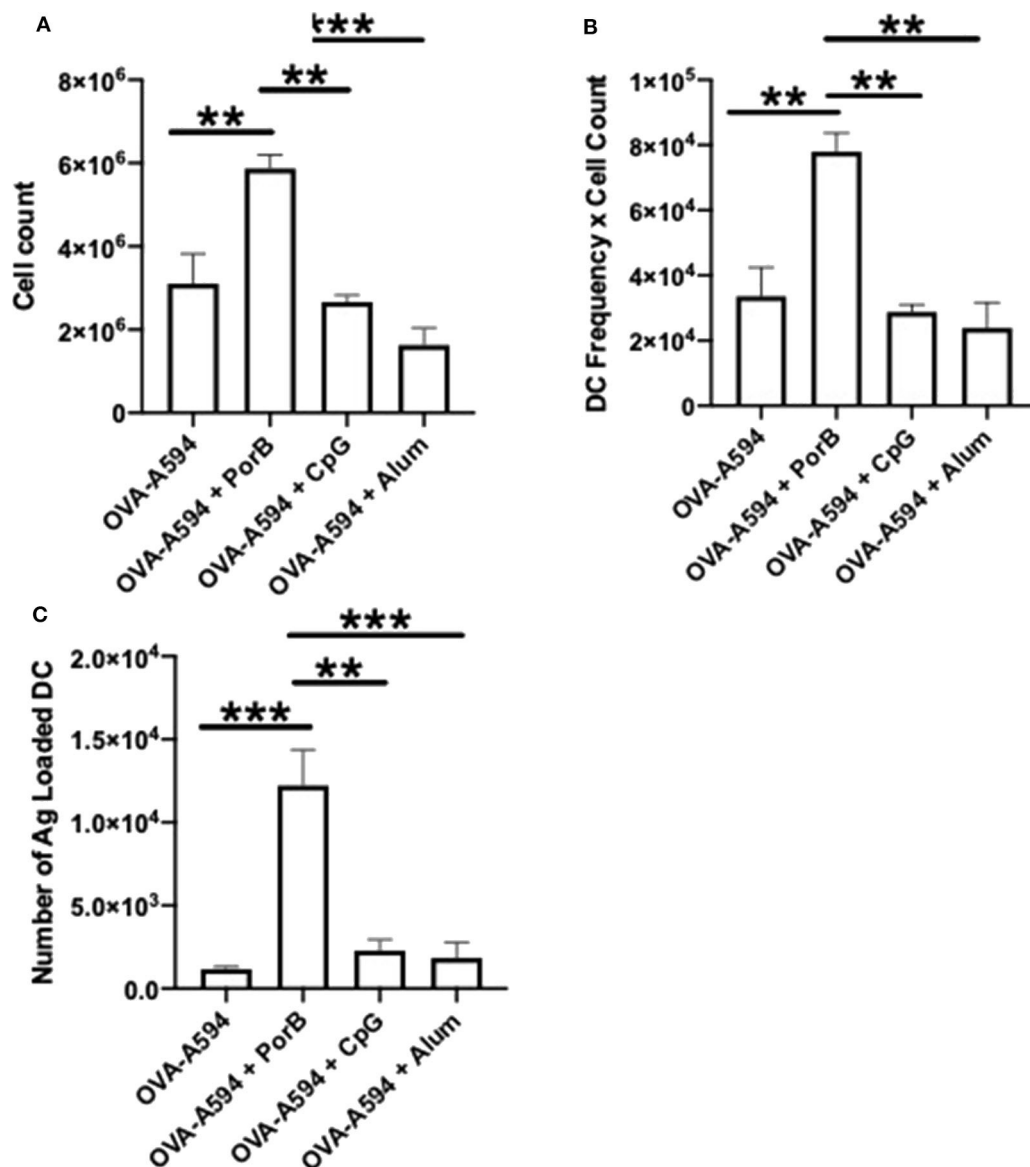 A
***
**
**
8×10⁶
6×10⁶
4×10⁶
2×10⁶
0
Cell count
OVA-A594
OVA-A594 + PorB
OVA-A594 + CpG
OVA-A594 + Alum
B
**
**
**
1×10⁵
8×10⁴
6×10⁴
4×10⁴
2×10⁴
0
DC Frequency x Cell Count
OVA-A594
OVA-A594 + PorB
OVA-A594 + CpG
OVA-A594 + Alum
C
***
**
***
2.0×10⁴
1.5×10⁴
1.0×10⁴
5.0×10³
0.0
Number of Ag Loaded DC
OVA-A594
OVA-A594 + PorB
OVA-A594 + CpG
OVA-A594 + Alum